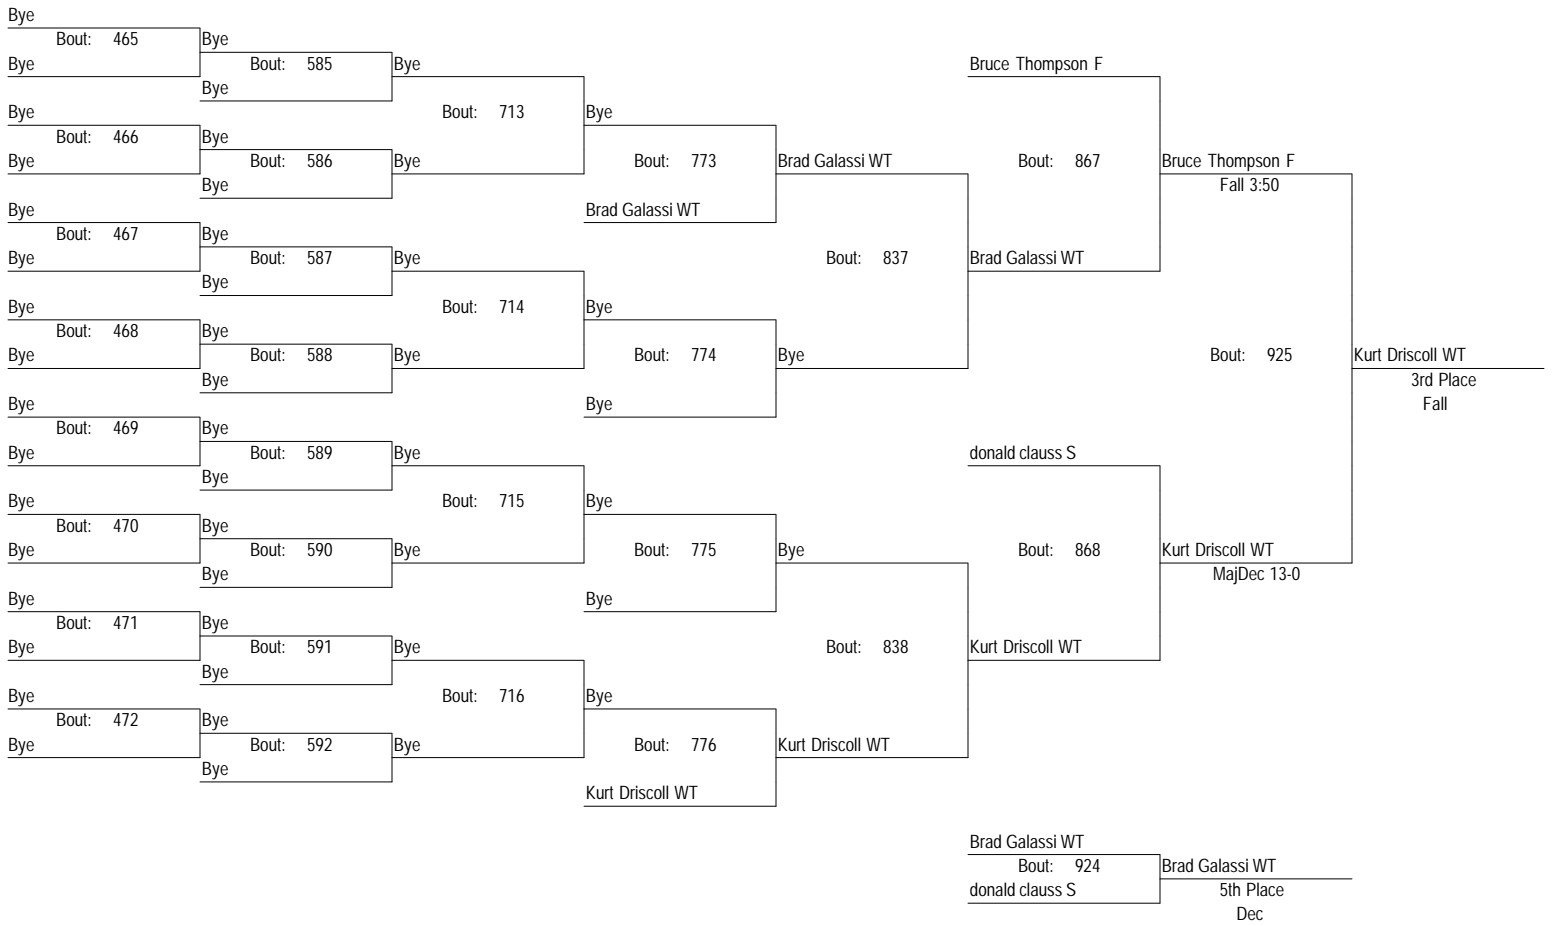 Bye
Bout: 465 Bye
Bye Bout: 585 Bye Bruce Thompson F
Bye
Bye Bout: 713 Bye
Bout: 466 Bye
Bye Bout: 586 Bye Bout: 773 Brad Galassi WT Bout: 867 Bruce Thompson F
Bye Fall 3:50
Bye Brad Galassi WT
Bout: 467 Bye
Bye Bout: 587 Bye Bout: 837 Brad Galassi WT
Bye
Bye Bout: 714 Bye
Bout: 468 Bye
Bye Bout: 588 Bye Bout: 774 Bye Bout: 925 Kurt Driscoll WT
Bye 3rd Place
Bye Bye Fall
Bout: 469 Bye
Bye Bout: 589 Bye donald clauss S
Bye
Bye Bout: 715 Bye
Bout: 470 Bye
Bye Bout: 590 Bye Bout: 775 Bye Bout: 868 Kurt Driscoll WT
Bye MajDec 13-0
Bye Bye
Bout: 471 Bye
Bye Bout: 591 Bye Bout: 838 Kurt Driscoll WT
Bye
Bye Bout: 716 Bye
Bout: 472 Bye
Bye Bout: 592 Bye Bout: 776 Kurt Driscoll WT
Bye
Kurt Driscoll WT
Brad Galassi WT
Bout: 924 Brad Galassi WT
donald clauss S 5th Place
Dec